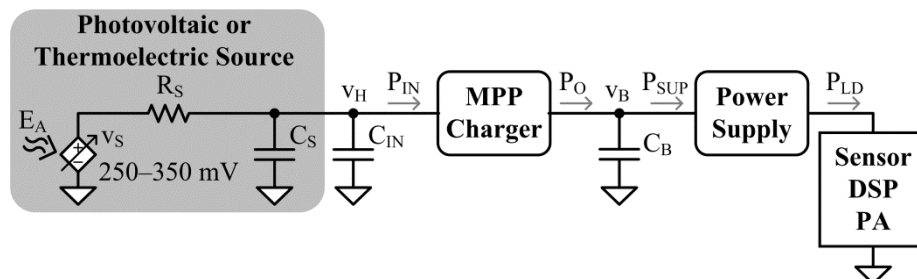 Photovoltaic or
Thermoelectric Source
R_S
E_A
v_S
250–350 mV
C_S
v_H
P_IN
C_IN
MPP
Charger
P_O
v_B
C_B
P_SUP
Power
Supply
P_LD
Sensor
DSP
PA